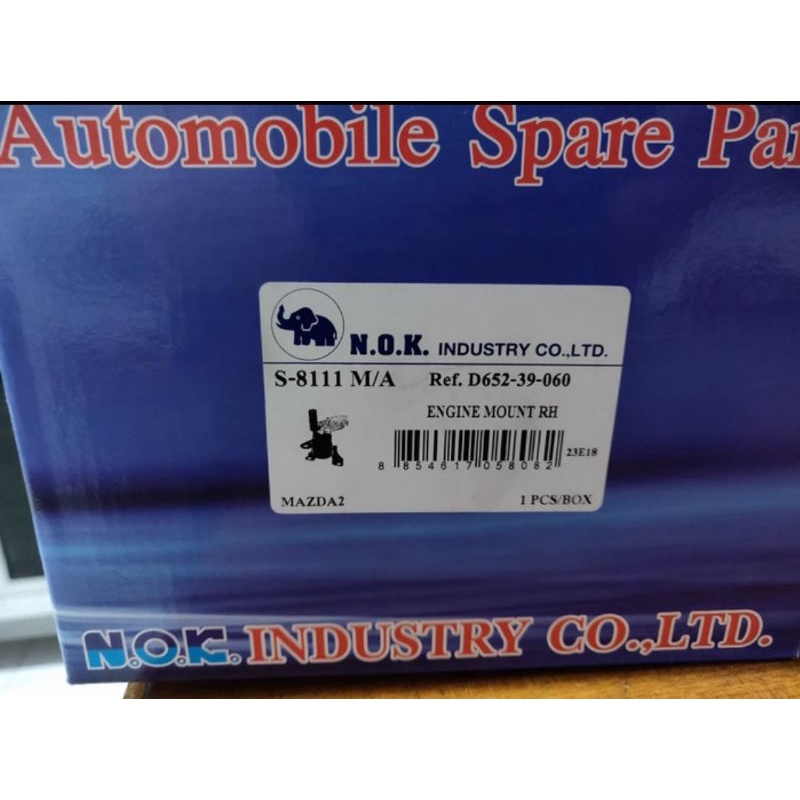 Automobile Spare Pa
N.O.K. INDUSTRY CO.,LTD.
S-8111 M/A Ref. D652-39-060
ENGINE MOUNT RH
8 854617 058082 23E18
MAZDA2 1 PCS/BOX
N.O.K. INDUSTRY CO.,LTD.